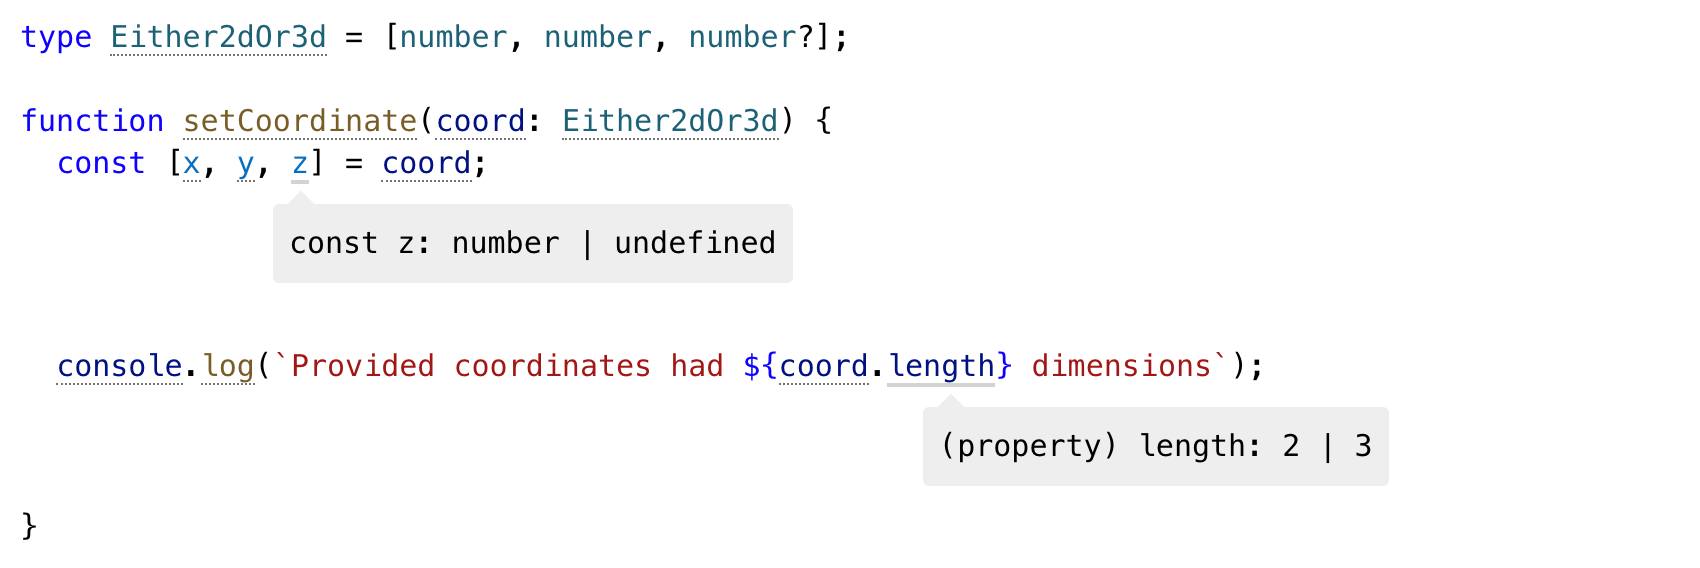 type Either2dOr3d = [number, number, number?];
function setCoordinate(coord: Either2dOr3d) {
  const [x, y, z] = coord;
const z: number | undefined
  console.log(`Provided coordinates had ${coord.length} dimensions`);
(property) length: 2 | 3
}